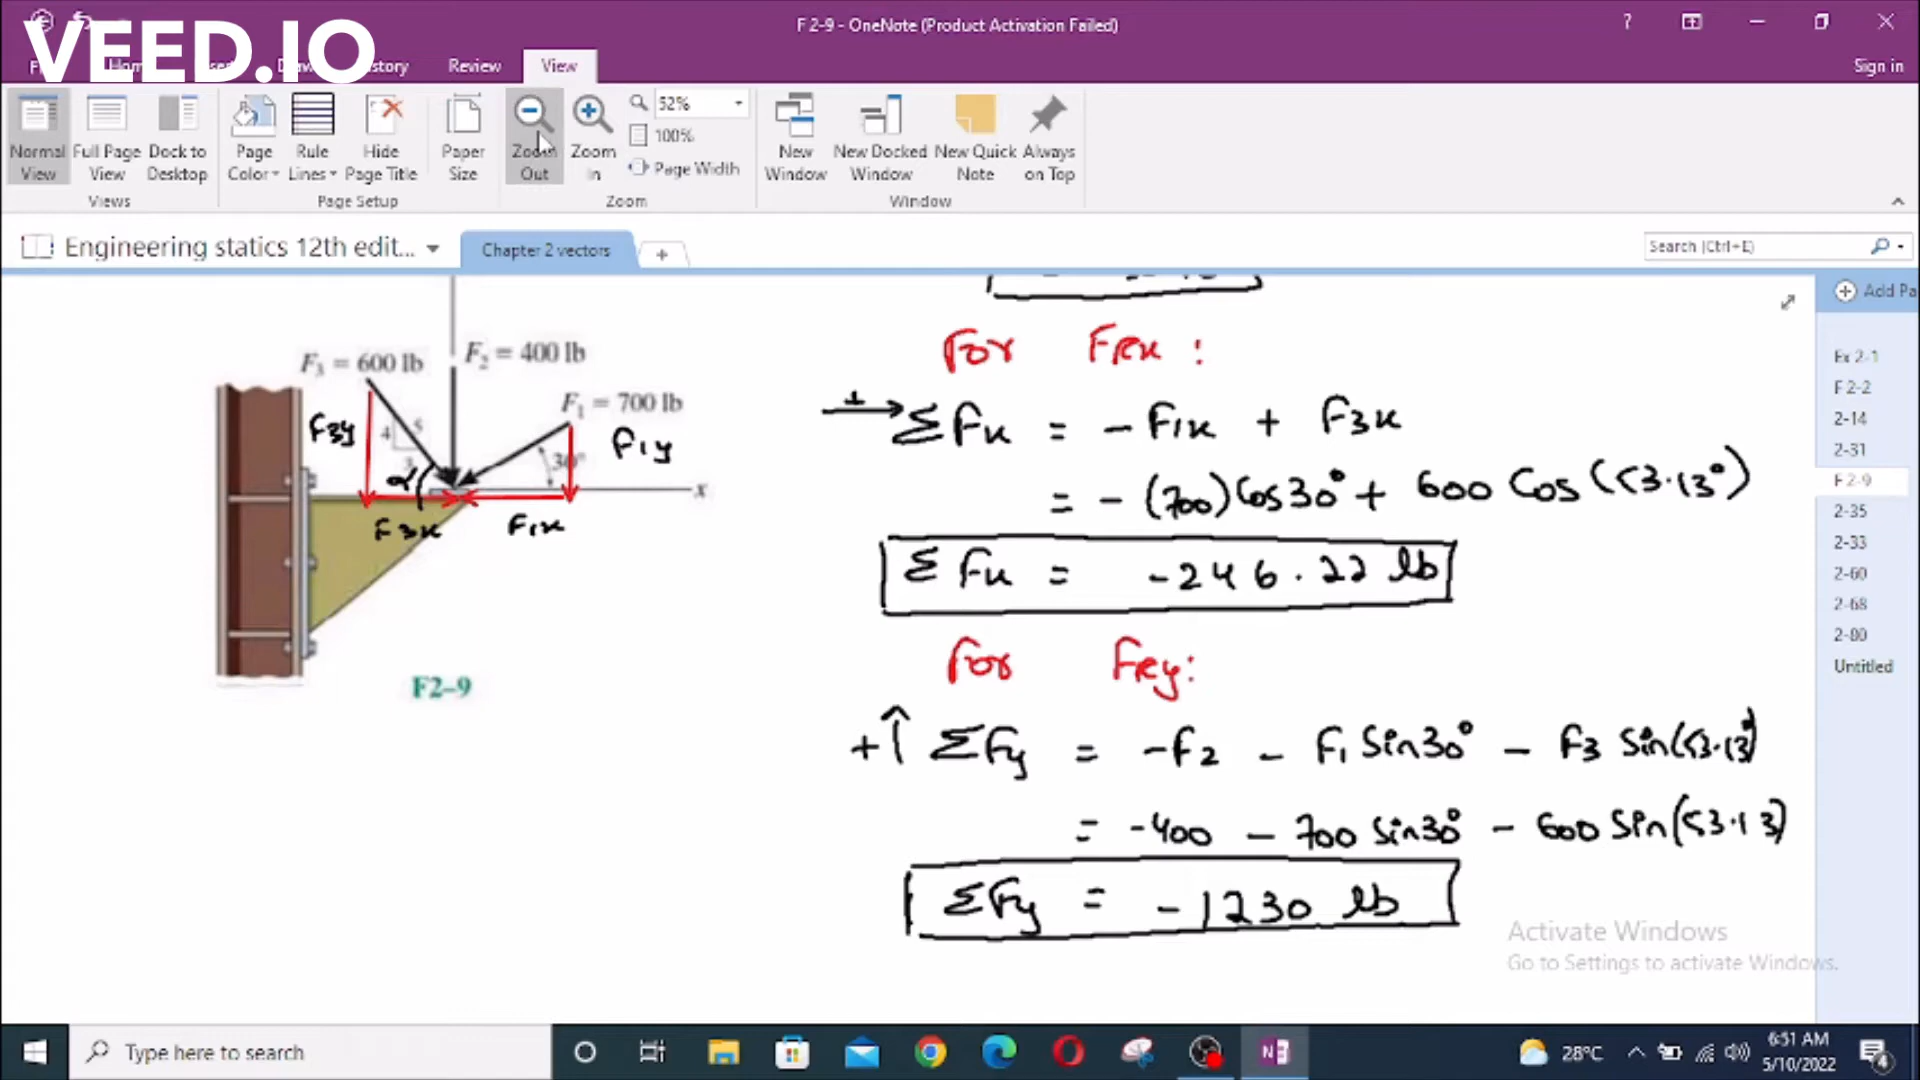 VEED.IO
F 2-9 - OneNote (Product Activation Failed)
?
Review
View
Sign in
Normal View
Full Page View
Dock to Desktop
Views
Page Color
Rule Lines
Hide Page Title
Paper Size
Page Setup
Zoom Out
Zoom In
52%
100%
Page Width
Zoom
New Window
New Docked Window
New Quick Note
Always on Top
Window
Engineering statics 12th edit...
Chapter 2 vectors
+
Search (Ctrl+E)
Add Pa
Ex 2-1
F 2-2
2-14
2-31
F 2-9
2-35
2-33
2-60
2-68
2-80
Untitled
F₃ = 600 lb
F₂ = 400 lb
F₁ = 700 lb
F3y
4
5
3
α
30°
F1y
x
F3x
F1x
F2–9
For FRx :
+ → ΣFx = - F1x + F3x
= - (700)Cos30° + 600 Cos(53.13°)
ΣFx = -246.22 lb
For FRy:
+↑ ΣFy = -F2 - F1 Sin30° - F3 Sin(53.13°)
= -400 - 700 Sin30° - 600 Sin(53.13)
ΣFy = -1230 lb
Activate Windows
Go to Settings to activate Windows.
Type here to search
N
28°C
6:51 AM
5/10/2022
4